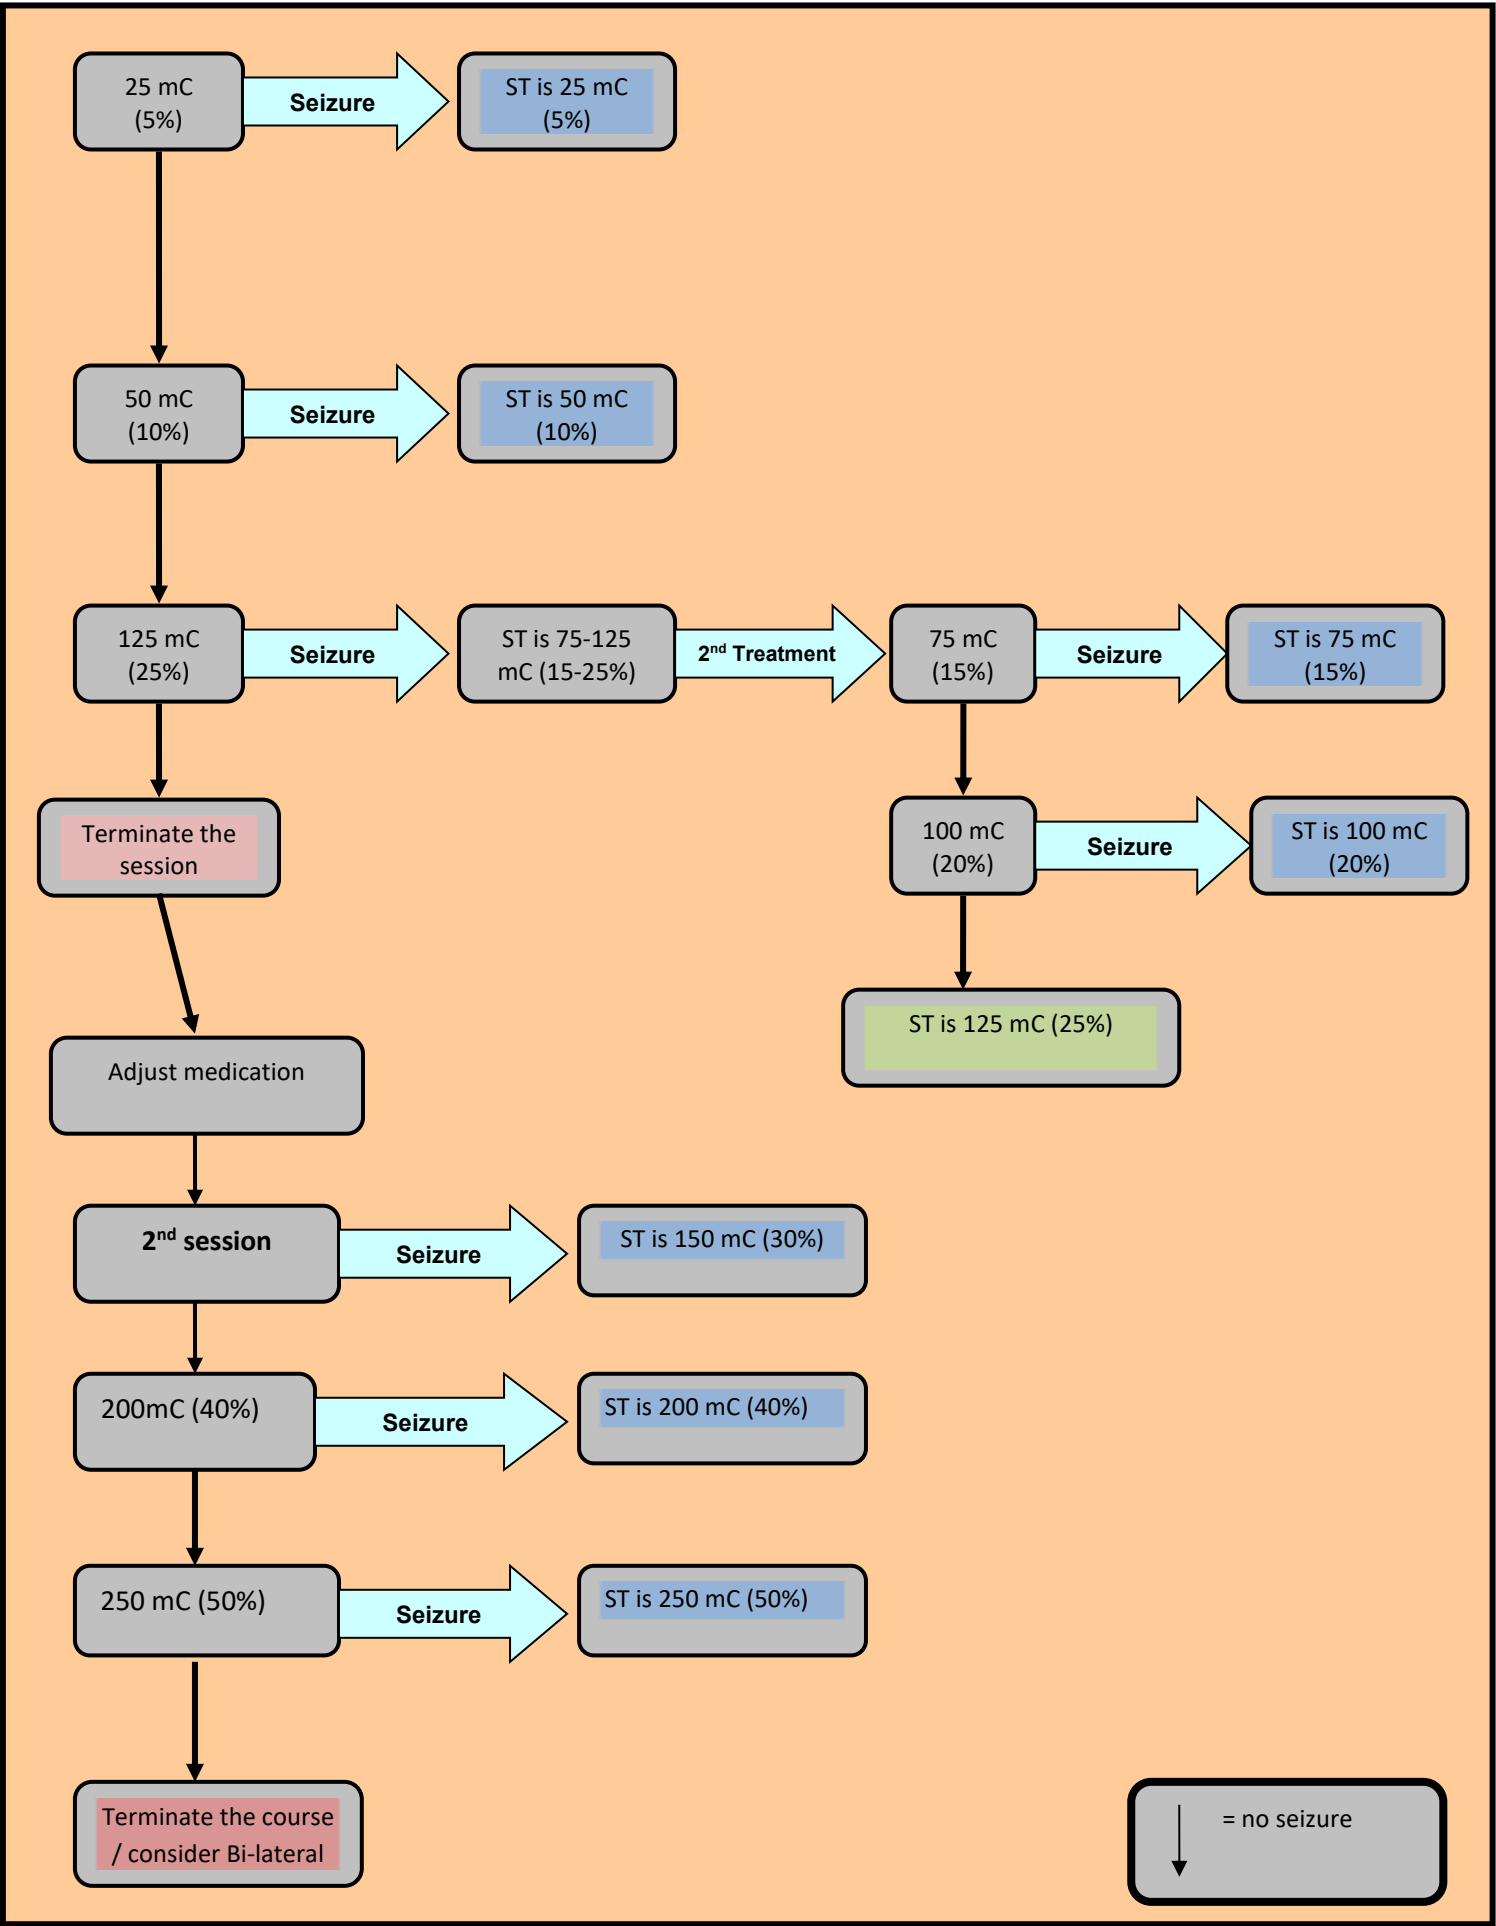 25 mC
(5%)
Seizure
ST is 25 mC
(5%)
50 mC
(10%)
Seizure
ST is 50 mC
(10%)
125 mC
(25%)
Seizure
ST is 75-125
mC (15-25%)
2nd Treatment
75 mC
(15%)
Seizure
ST is 75 mC
(15%)
Terminate the
session
100 mC
(20%)
Seizure
ST is 100 mC
(20%)
ST is 125 mC (25%)
Adjust medication
2nd session
Seizure
ST is 150 mC (30%)
200mC (40%)
Seizure
ST is 200 mC (40%)
250 mC (50%)
Seizure
ST is 250 mC (50%)
Terminate the course
/ consider Bi-lateral
= no seizure